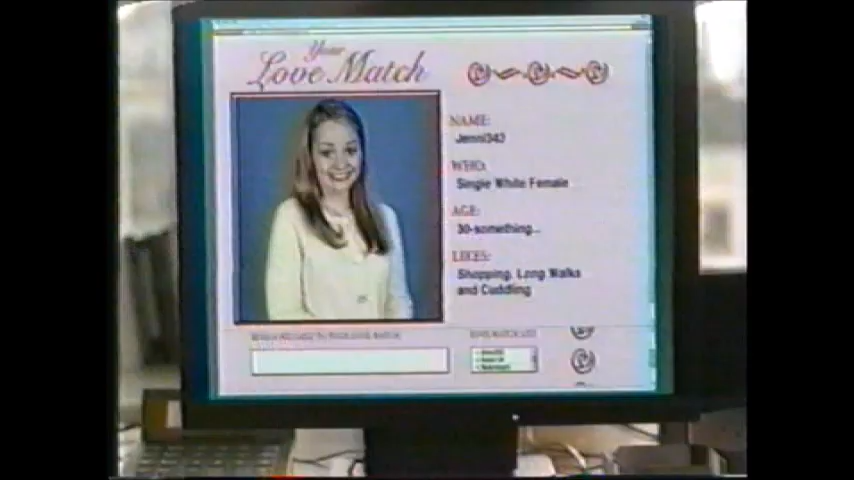 Your
Love Match
NAME:
Jenni343
WHO:
Single White Female
AGE:
30-something...
LIKES:
Shopping, Long Walks
and Cuddling